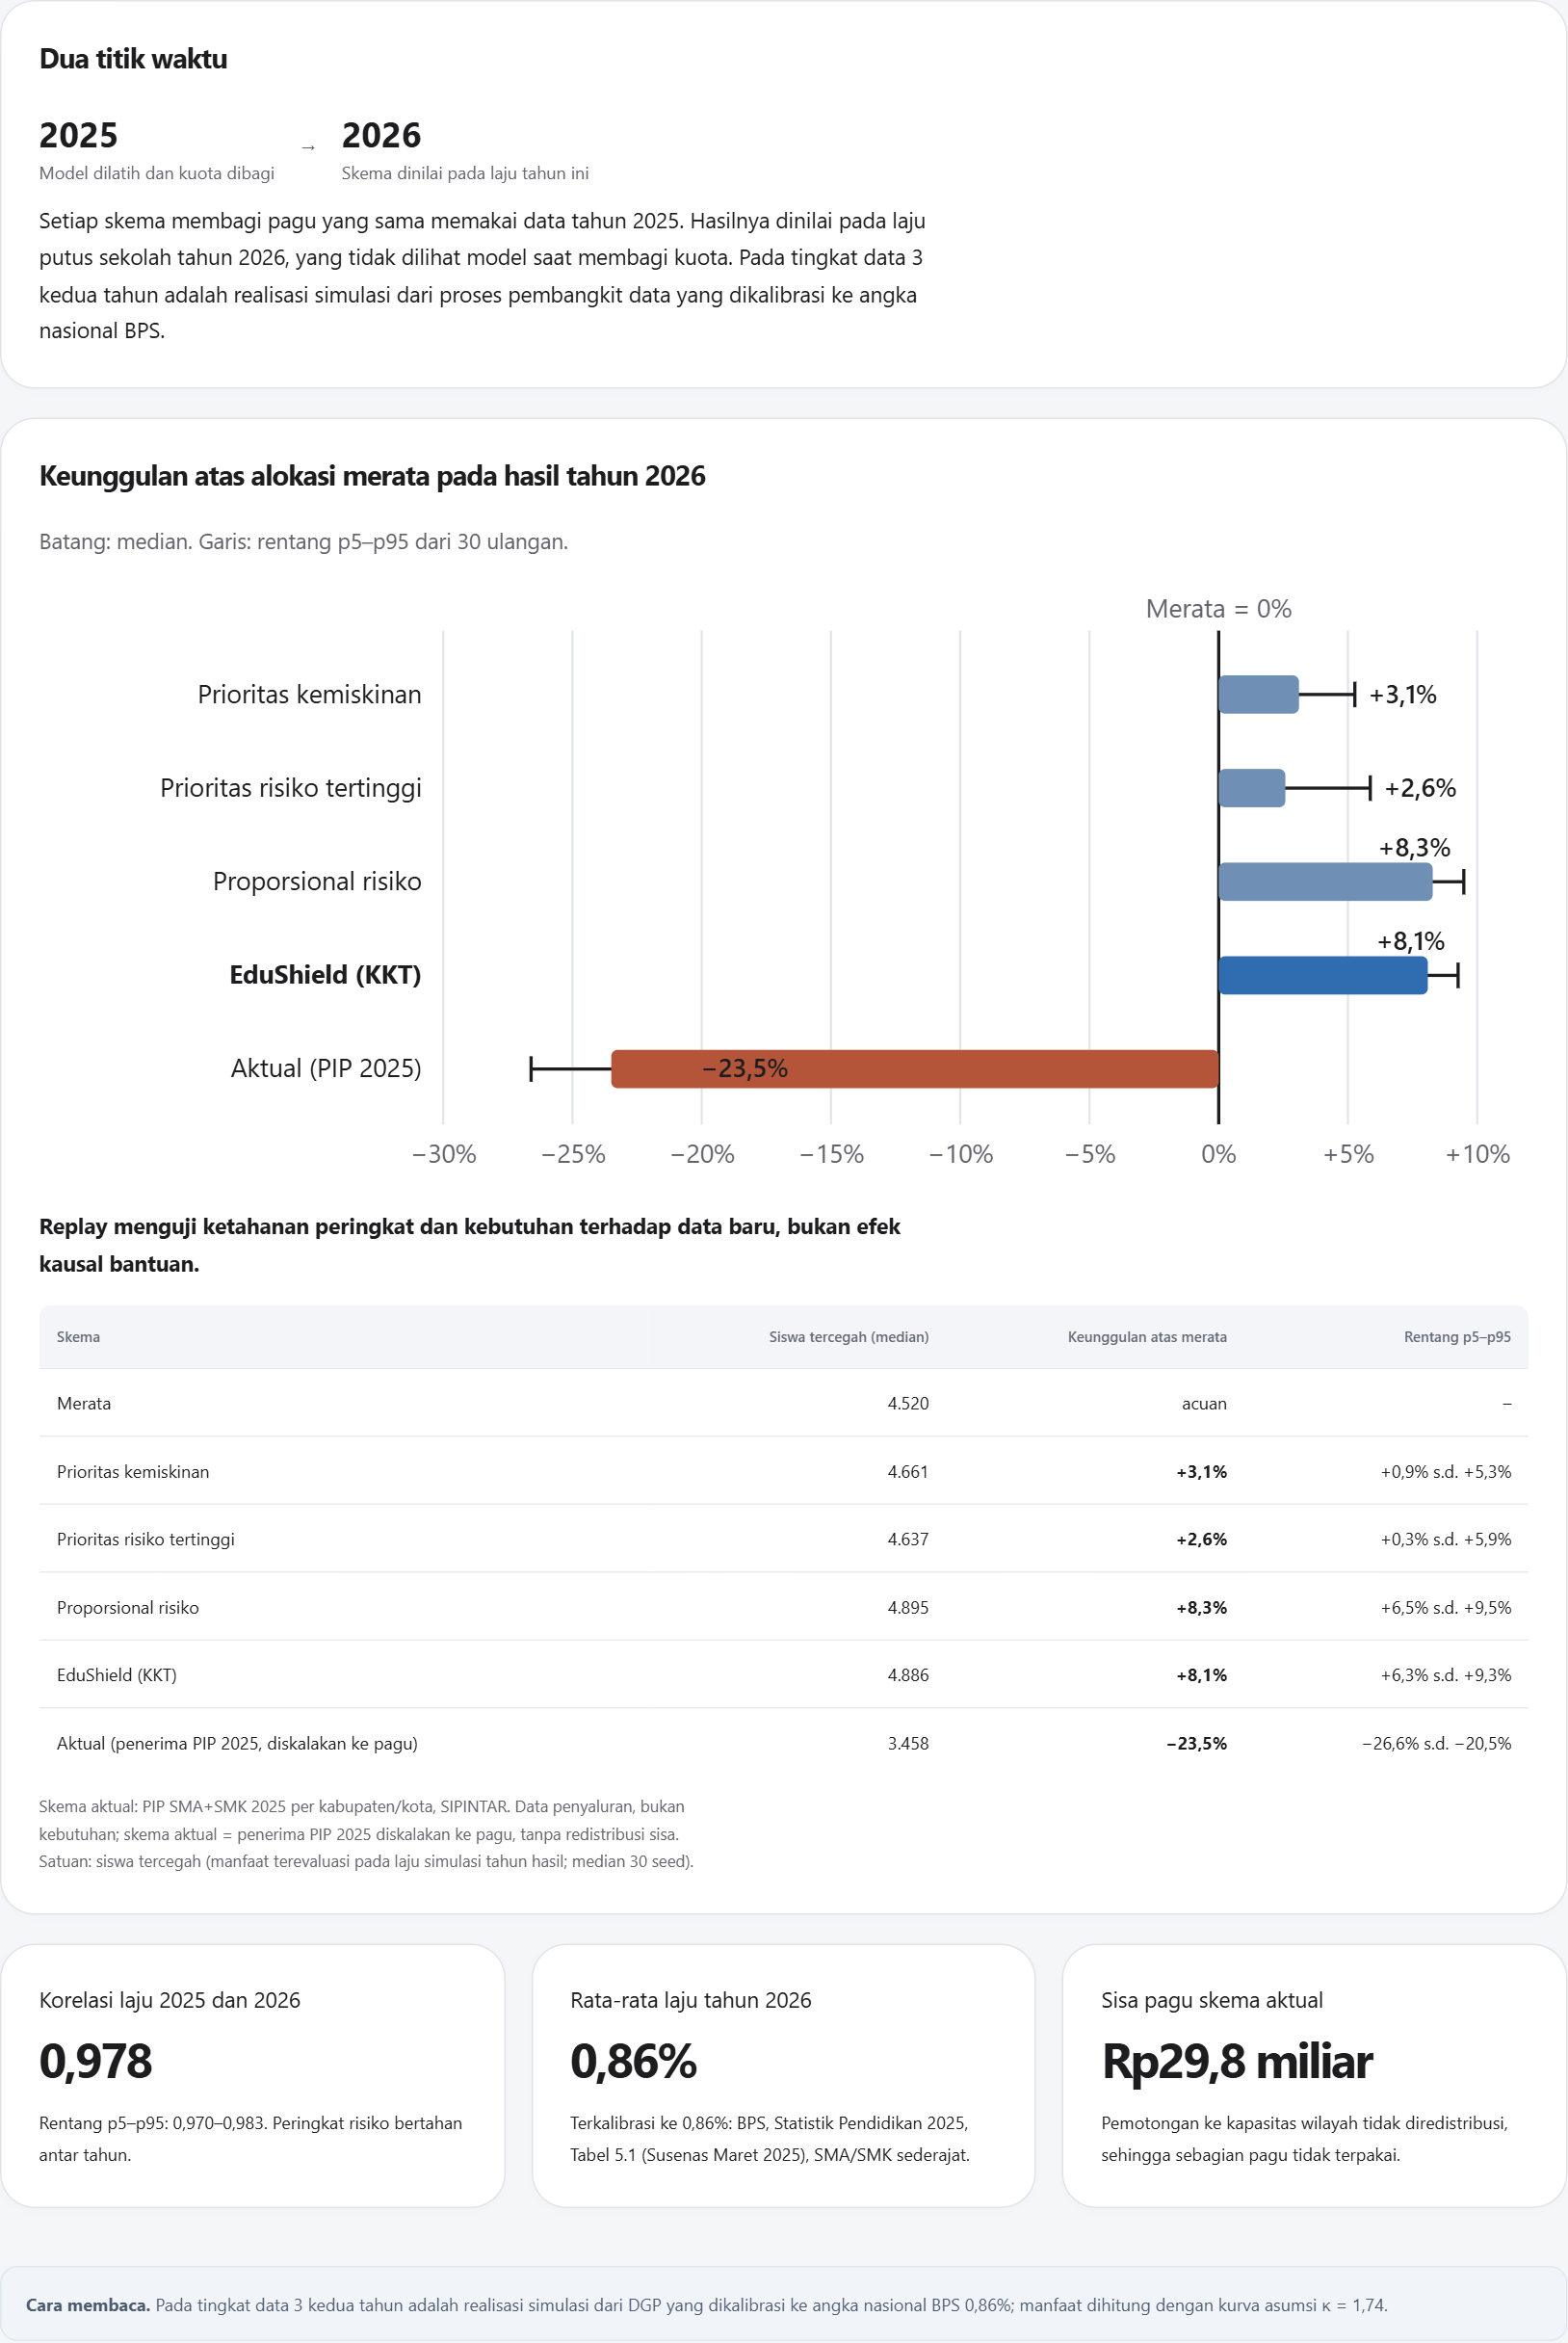 Dua titik waktu
2025
→
2026
Model dilatih dan kuota dibagi
Skema dinilai pada laju tahun ini
Setiap skema membagi pagu yang sama memakai data tahun 2025. Hasilnya dinilai pada laju
putus sekolah tahun 2026, yang tidak dilihat model saat membagi kuota. Pada tingkat data 3
kedua tahun adalah realisasi simulasi dari proses pembangkit data yang dikalibrasi ke angka
nasional BPS.
Keunggulan atas alokasi merata pada hasil tahun 2026
Batang: median. Garis: rentang p5–p95 dari 30 ulangan.
Merata = 0%
Prioritas kemiskinan +3,1%
Prioritas risiko tertinggi +2,6%
Proporsional risiko +8,3%
EduShield (KKT) +8,1%
Aktual (PIP 2025) −23,5%
−30% −25% −20% −15% −10% −5% 0% +5% +10%
Replay menguji ketahanan peringkat dan kebutuhan terhadap data baru, bukan efek
kausal bantuan.
Skema Siswa tercegah (median) Keunggulan atas merata Rentang p5–p95
Merata 4.520 acuan –
Prioritas kemiskinan 4.661 +3,1% +0,9% s.d. +5,3%
Prioritas risiko tertinggi 4.637 +2,6% +0,3% s.d. +5,9%
Proporsional risiko 4.895 +8,3% +6,5% s.d. +9,5%
EduShield (KKT) 4.886 +8,1% +6,3% s.d. +9,3%
Aktual (penerima PIP 2025, diskalakan ke pagu) 3.458 −23,5% −26,6% s.d. −20,5%
Skema aktual: PIP SMA+SMK 2025 per kabupaten/kota, SIPINTAR. Data penyaluran, bukan
kebutuhan; skema aktual = penerima PIP 2025 diskalakan ke pagu, tanpa redistribusi sisa.
Satuan: siswa tercegah (manfaat terevaluasi pada laju simulasi tahun hasil; median 30 seed).
Korelasi laju 2025 dan 2026
0,978
Rentang p5–p95: 0,970–0,983. Peringkat risiko bertahan
antar tahun.
Rata-rata laju tahun 2026
0,86%
Terkalibrasi ke 0,86%: BPS, Statistik Pendidikan 2025,
Tabel 5.1 (Susenas Maret 2025), SMA/SMK sederajat.
Sisa pagu skema aktual
Rp29,8 miliar
Pemotongan ke kapasitas wilayah tidak diredistribusi,
sehingga sebagian pagu tidak terpakai.
Cara membaca. Pada tingkat data 3 kedua tahun adalah realisasi simulasi dari DGP yang dikalibrasi ke angka nasional BPS 0,86%; manfaat dihitung dengan kurva asumsi κ = 1,74.